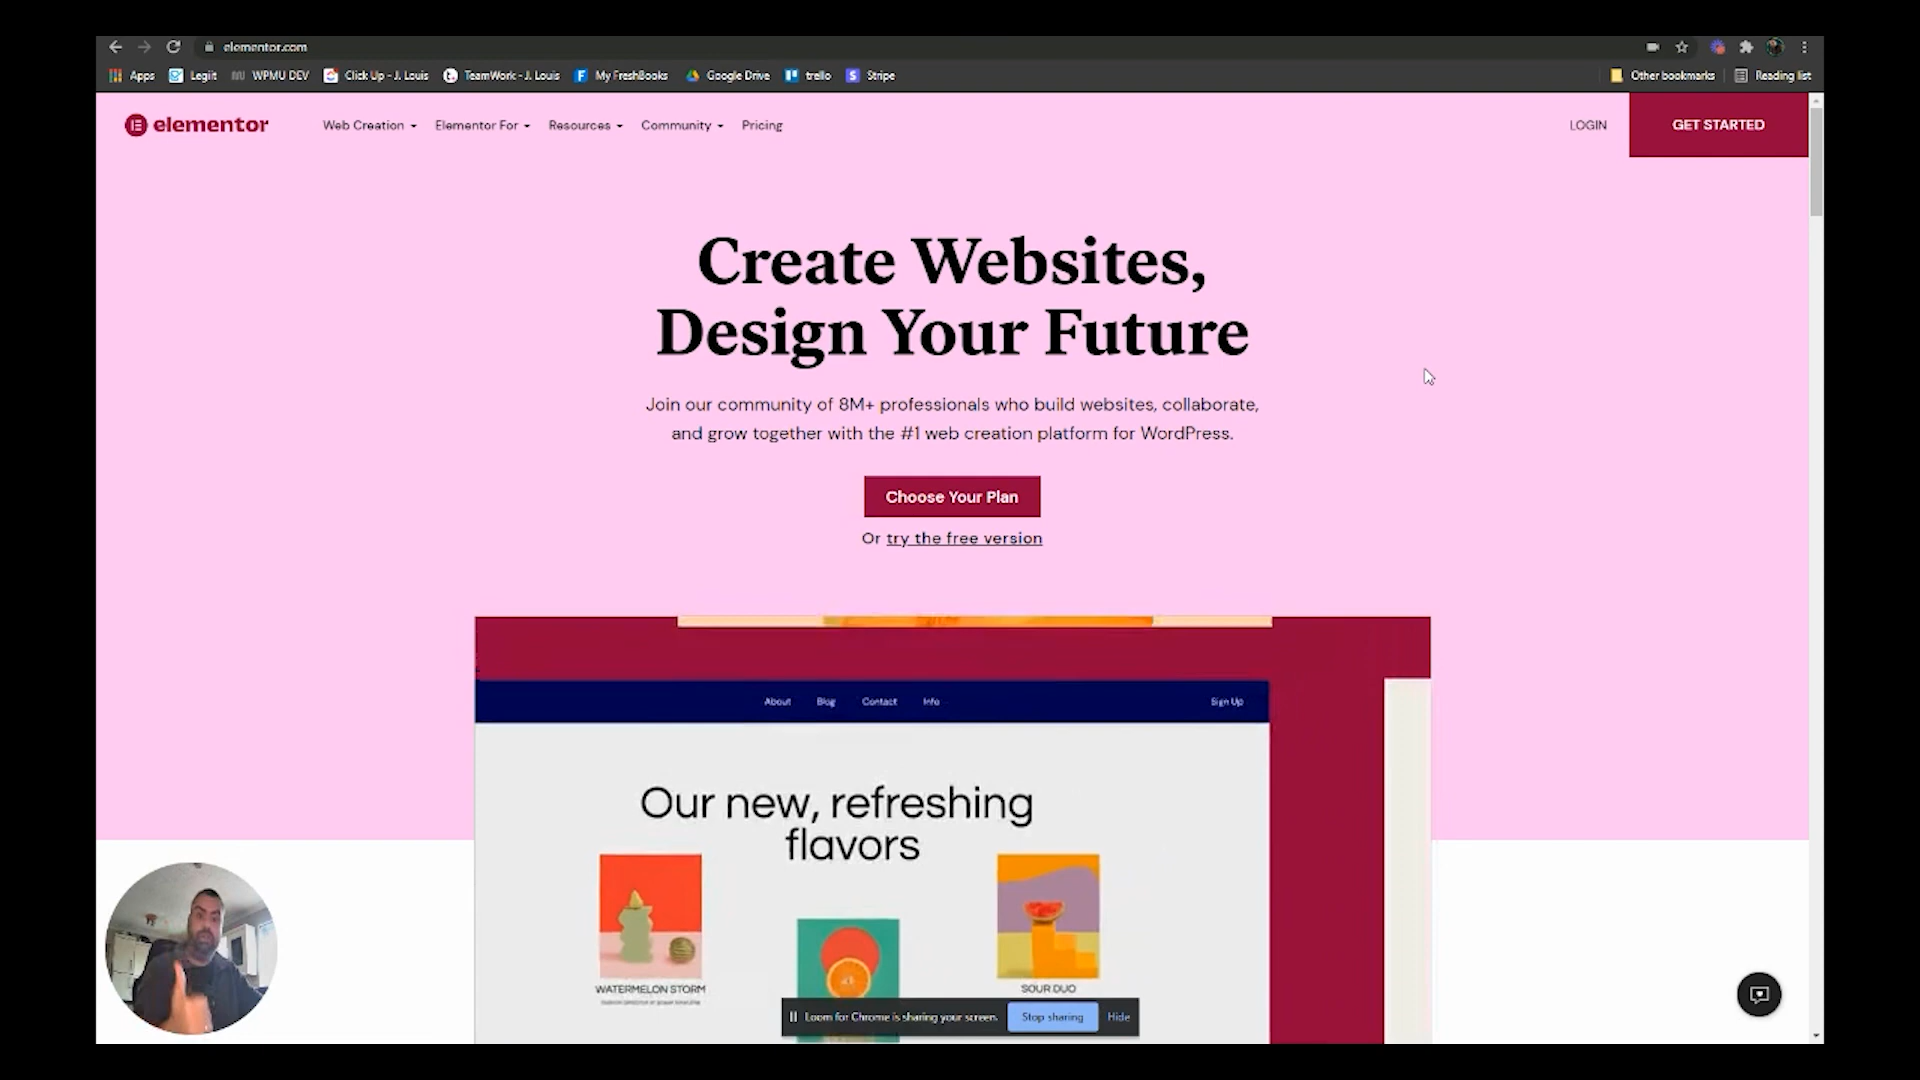 elementor.com
Apps Legiit WPMU DEV Click Up - J. Louis TeamWork - J. Louis My FreshBooks Google Drive trello Stripe Other bookmarks Reading list
elementor Web Creation Elementor For Resources Community Pricing LOGIN GET STARTED
Create Websites,
Design Your Future
Join our community of 8M+ professionals who build websites, collaborate,
and grow together with the #1 web creation platform for WordPress.
Choose Your Plan
Or try the free version
About Blog Contact Info Sign Up
Our new, refreshing
flavors
WATERMELON STORM
SOUR DUO
Loom for Chrome is sharing your screen. Stop sharing Hide